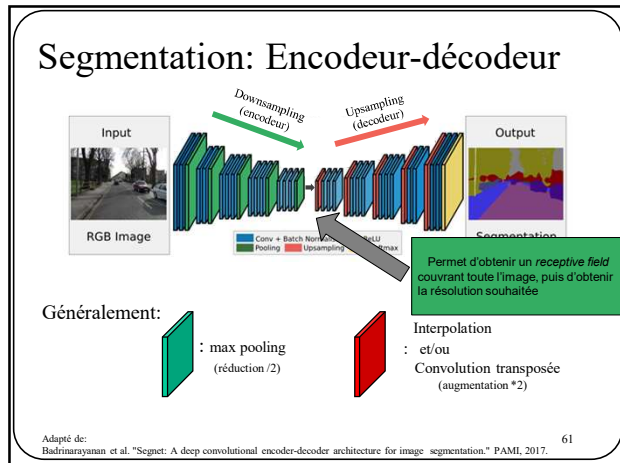 Segmentation: Encodeur-décodeur
Downsampling
(encodeur)
Upsampling
(decodeur)
Input
RGB Image
Output
Segmentation
Conv + Batch Normalis ReLU
Pooling Upsampling
Permet d'obtenir un receptive field
couvrant toute l'image, puis d'obtenir
la résolution souhaitée
Généralement:
: max pooling
(réduction /2)
Interpolation
: et/ou
Convolution transposée
(augmentation *2)
Adapté de:
Badrinarayanan et al. "Segnet: A deep convolutional encoder-decoder architecture for image segmentation." PAMI, 2017.
61